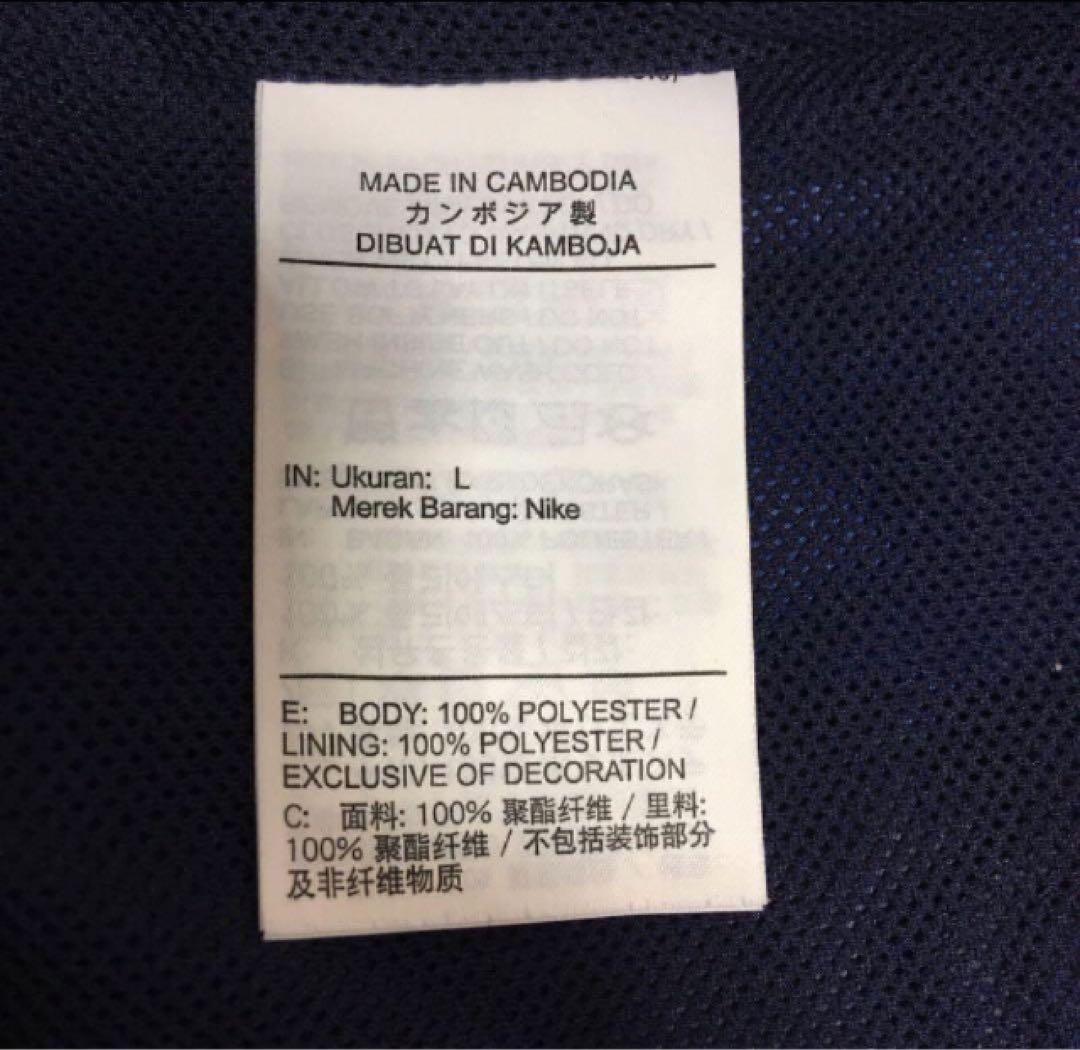 MADE IN CAMBODIA
カンボジア製
DIBUAT DI KAMBOJA
IN: Ukuran: L
Merek Barang: Nike
E: BODY: 100% POLYESTER /
LINING: 100% POLYESTER /
EXCLUSIVE OF DECORATION
C: 面料: 100% 聚酯纤维 / 里料:
100% 聚酯纤维 / 不包括装饰部分
及非纤维物质